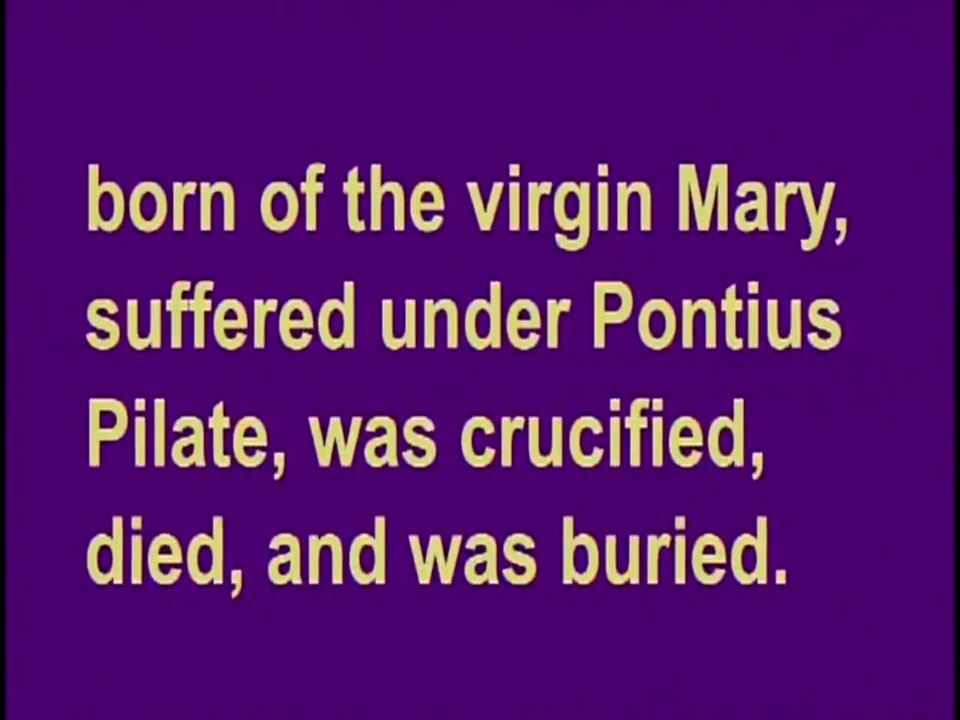 born of the virgin Mary,
suffered under Pontius
Pilate, was crucified,
died, and was buried.